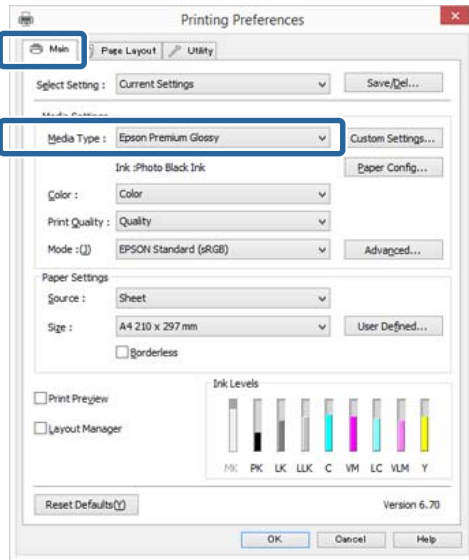 Printing Preferences
Main Page Layout Utility
Select Setting : Current Settings Save/Del...
Media Settings
Media Type : Epson Premium Glossy Custom Settings...
Ink :Photo Black Ink Paper Config...
Color : Color
Print Quality : Quality
Mode :(J) EPSON Standard (sRGB) Advanced...
Paper Settings
Source : Sheet
Size : A4 210 x 297 mm User Defined...
Borderless
Ink Levels
Print Preview
Layout Manager
MK PK LK LLK C VM LC VLM Y
Reset Defaults(Y) Version 6.70
OK Cancel Help